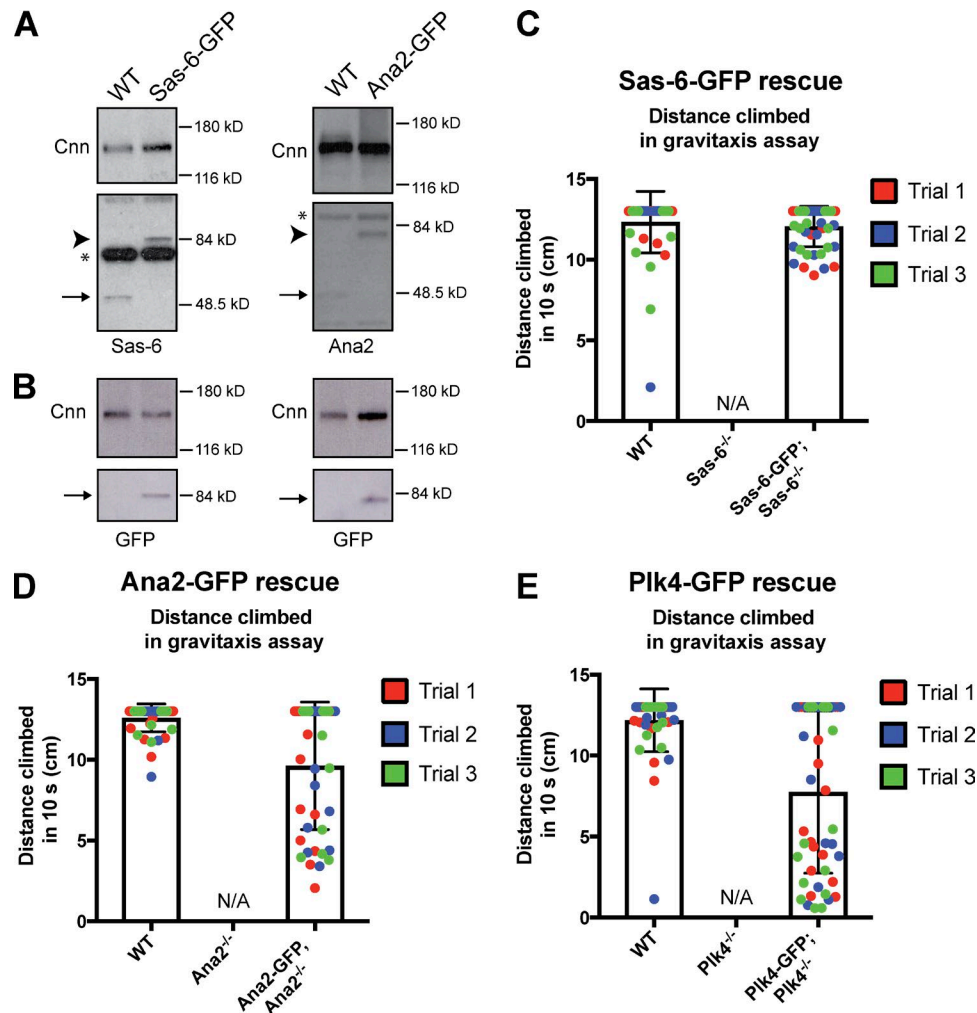 A
WT
Sas-6-GFP
WT
Ana2-GFP
Cnn
180 kD
116 kD
Cnn
180 kD
116 kD
*
84 kD
48.5 kD
Sas-6
*
84 kD
48.5 kD
Ana2
B
Cnn
180 kD
116 kD
84 kD
GFP
Cnn
180 kD
116 kD
84 kD
GFP
C
Sas-6-GFP rescue
Distance climbed
in gravitaxis assay
Distance climbed
in 10 s (cm)
15
10
5
0
N/A
WT
Sas-6-/-
Sas-6-GFP;
Sas-6-/-
Trial 1
Trial 2
Trial 3
D
Ana2-GFP rescue
Distance climbed
in gravitaxis assay
Distance climbed
in 10 s (cm)
15
10
5
0
N/A
WT
Ana2-/-
Ana2-GFP;
Ana2-/-
Trial 1
Trial 2
Trial 3
E
Plk4-GFP rescue
Distance climbed
in gravitaxis assay
Distance climbed
in 10 s (cm)
15
10
5
0
N/A
WT
Plk4-/-
Plk4-GFP;
Plk4-/-
Trial 1
Trial 2
Trial 3